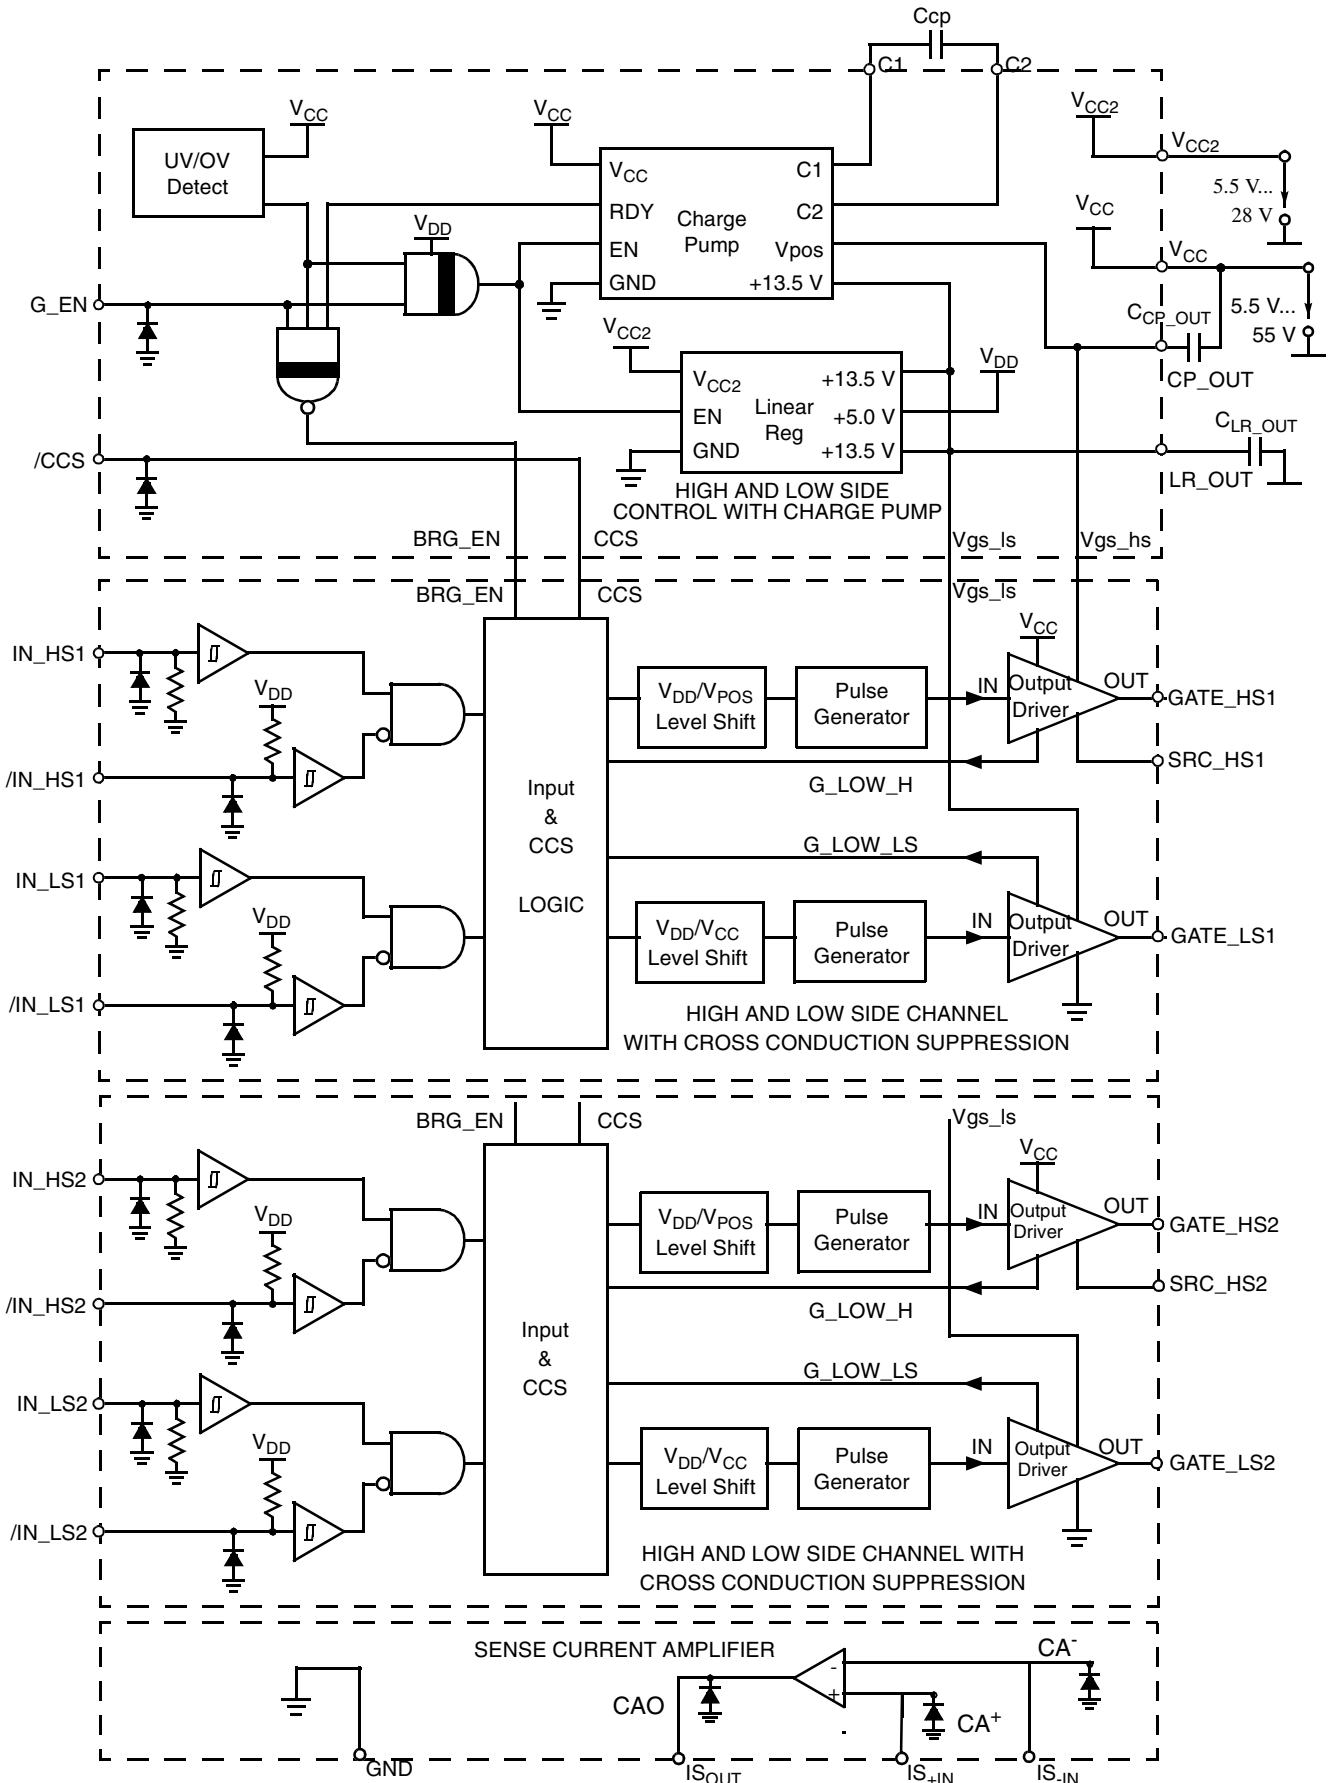 Ccp
C1
C2
VCC
VCC
VCC2
VCC2
UV/OV
Detect
VCC
C1
RDY
C2
Charge
Pump
EN
Vpos
GND
+13.5 V
VDD
5.5 V...
28 V
VCC
VCC
G_EN
CCP_OUT
5.5 V...
55 V
CP_OUT
VCC2
VCC2
+13.5 V
VDD
EN
Linear
Reg
+5.0 V
GND
+13.5 V
CLR_OUT
LR_OUT
/CCS
HIGH AND LOW SIDE
CONTROL WITH CHARGE PUMP
BRG_EN
CCS
Vgs_ls
Vgs_hs
BRG_EN
CCS
Vgs_ls
IN_HS1
VDD
/IN_HS1
IN_LS1
VDD
/IN_LS1
Input
&
CCS
LOGIC
VDD/VPOS
Level Shift
Pulse
Generator
IN
VCC
Output
Driver
OUT
GATE_HS1
SRC_HS1
G_LOW_H
G_LOW_LS
VDD/VCC
Level Shift
Pulse
Generator
IN
Output
Driver
OUT
GATE_LS1
HIGH AND LOW SIDE CHANNEL
WITH CROSS CONDUCTION SUPPRESSION
BRG_EN
CCS
Vgs_ls
IN_HS2
VDD
/IN_HS2
IN_LS2
VDD
/IN_LS2
Input
&
CCS
VDD/VPOS
Level Shift
Pulse
Generator
IN
VCC
Output
Driver
OUT
GATE_HS2
SRC_HS2
G_LOW_H
G_LOW_LS
VDD/VCC
Level Shift
Pulse
Generator
IN
Output
Driver
OUT
GATE_LS2
HIGH AND LOW SIDE CHANNEL WITH
CROSS CONDUCTION SUPPRESSION
SENSE CURRENT AMPLIFIER
CA-
-
+
CAO
CA+
GND
ISOUT
IS+IN
IS-IN